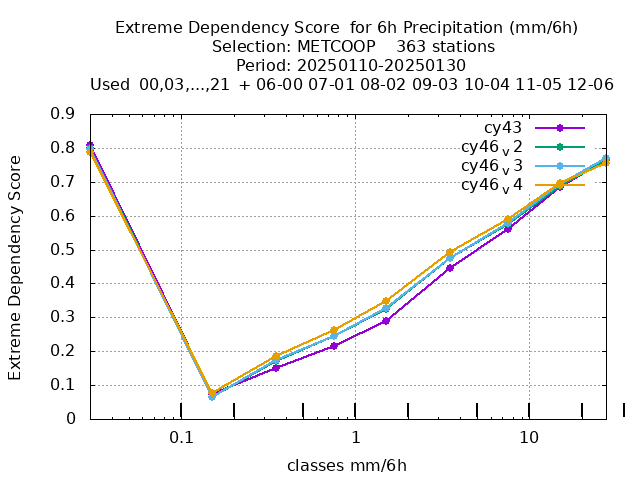 Extreme Dependency Score  for 6h Precipitation (mm/6h)
Selection: METCOOP    363 stations
Period: 20250110-20250130
Used  00,03,...,21  + 06-00 07-01 08-02 09-03 10-04 11-05 12-06
cy43
cy46 v 2
cy46 v 3
cy46 v 4
0.9
0.8
0.7
0.6
0.5
0.4
0.3
0.2
0.1
0
Extreme Dependency Score
0.1 1 10
classes mm/6h